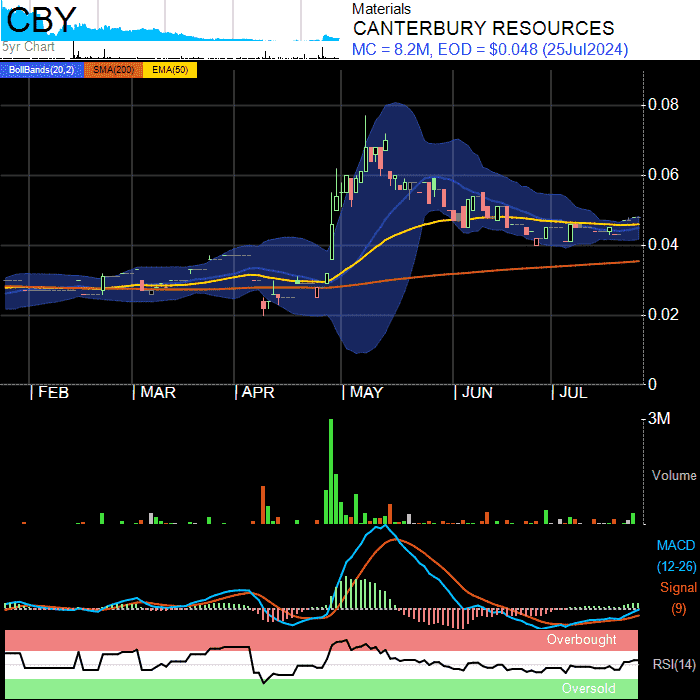 CBY
5yr Chart
Materials
CANTERBURY RESOURCES
MC = 8.2M, EOD = $0.048 (25Jul2024)
BollBands(20,2) SMA(200) EMA(50)
0.08
0.06
0.04
0.02
0
FEB MAR APR MAY JUN JUL
3M
Volume
MACD
(12-26)
Signal
(9)
Overbought
RSI(14)
Oversold